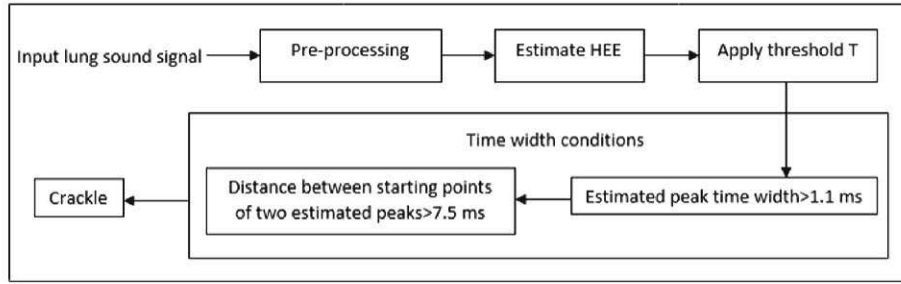 Input lung sound signal
Pre-processing
Estimate HEE
Apply threshold T
Time width conditions
Estimated peak time width>1.1 ms
Distance between starting points
of two estimated peaks>7.5 ms
Crackle